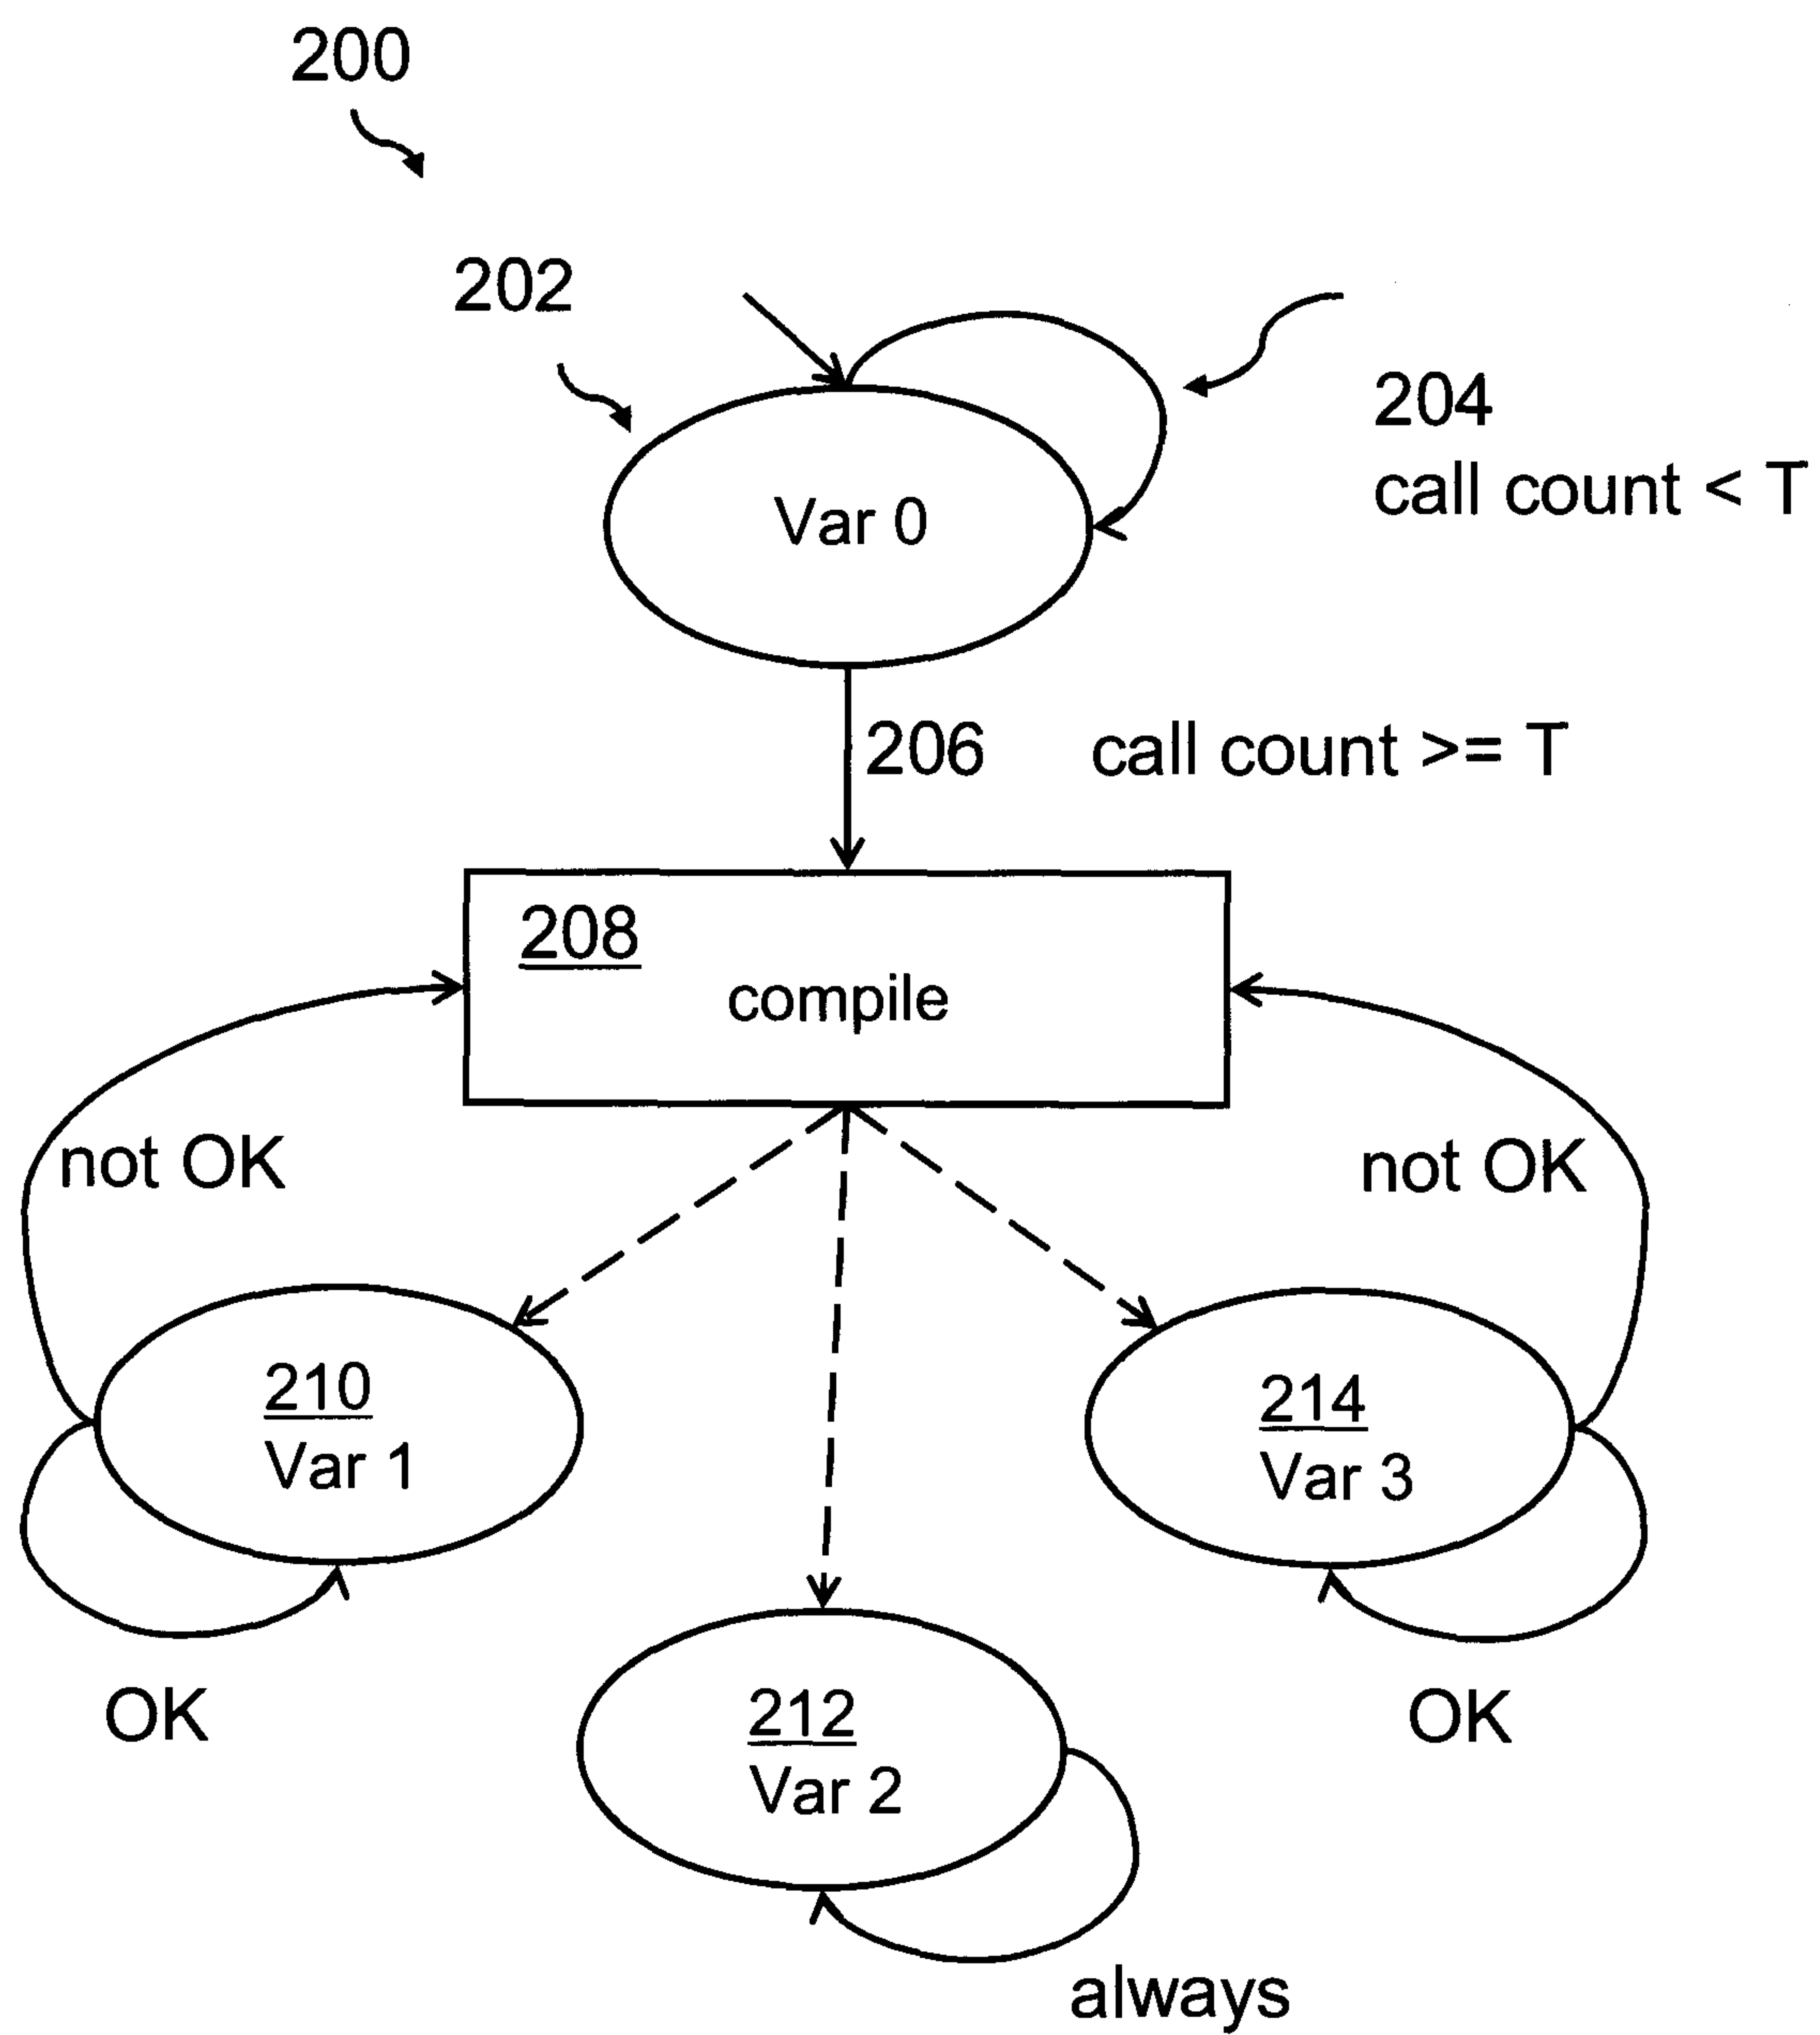 200
202
204
call count < T
Var 0
206 call count >= T
208
compile
not OK
not OK
210
Var 1
214
Var 3
OK
212
Var 2
OK
always